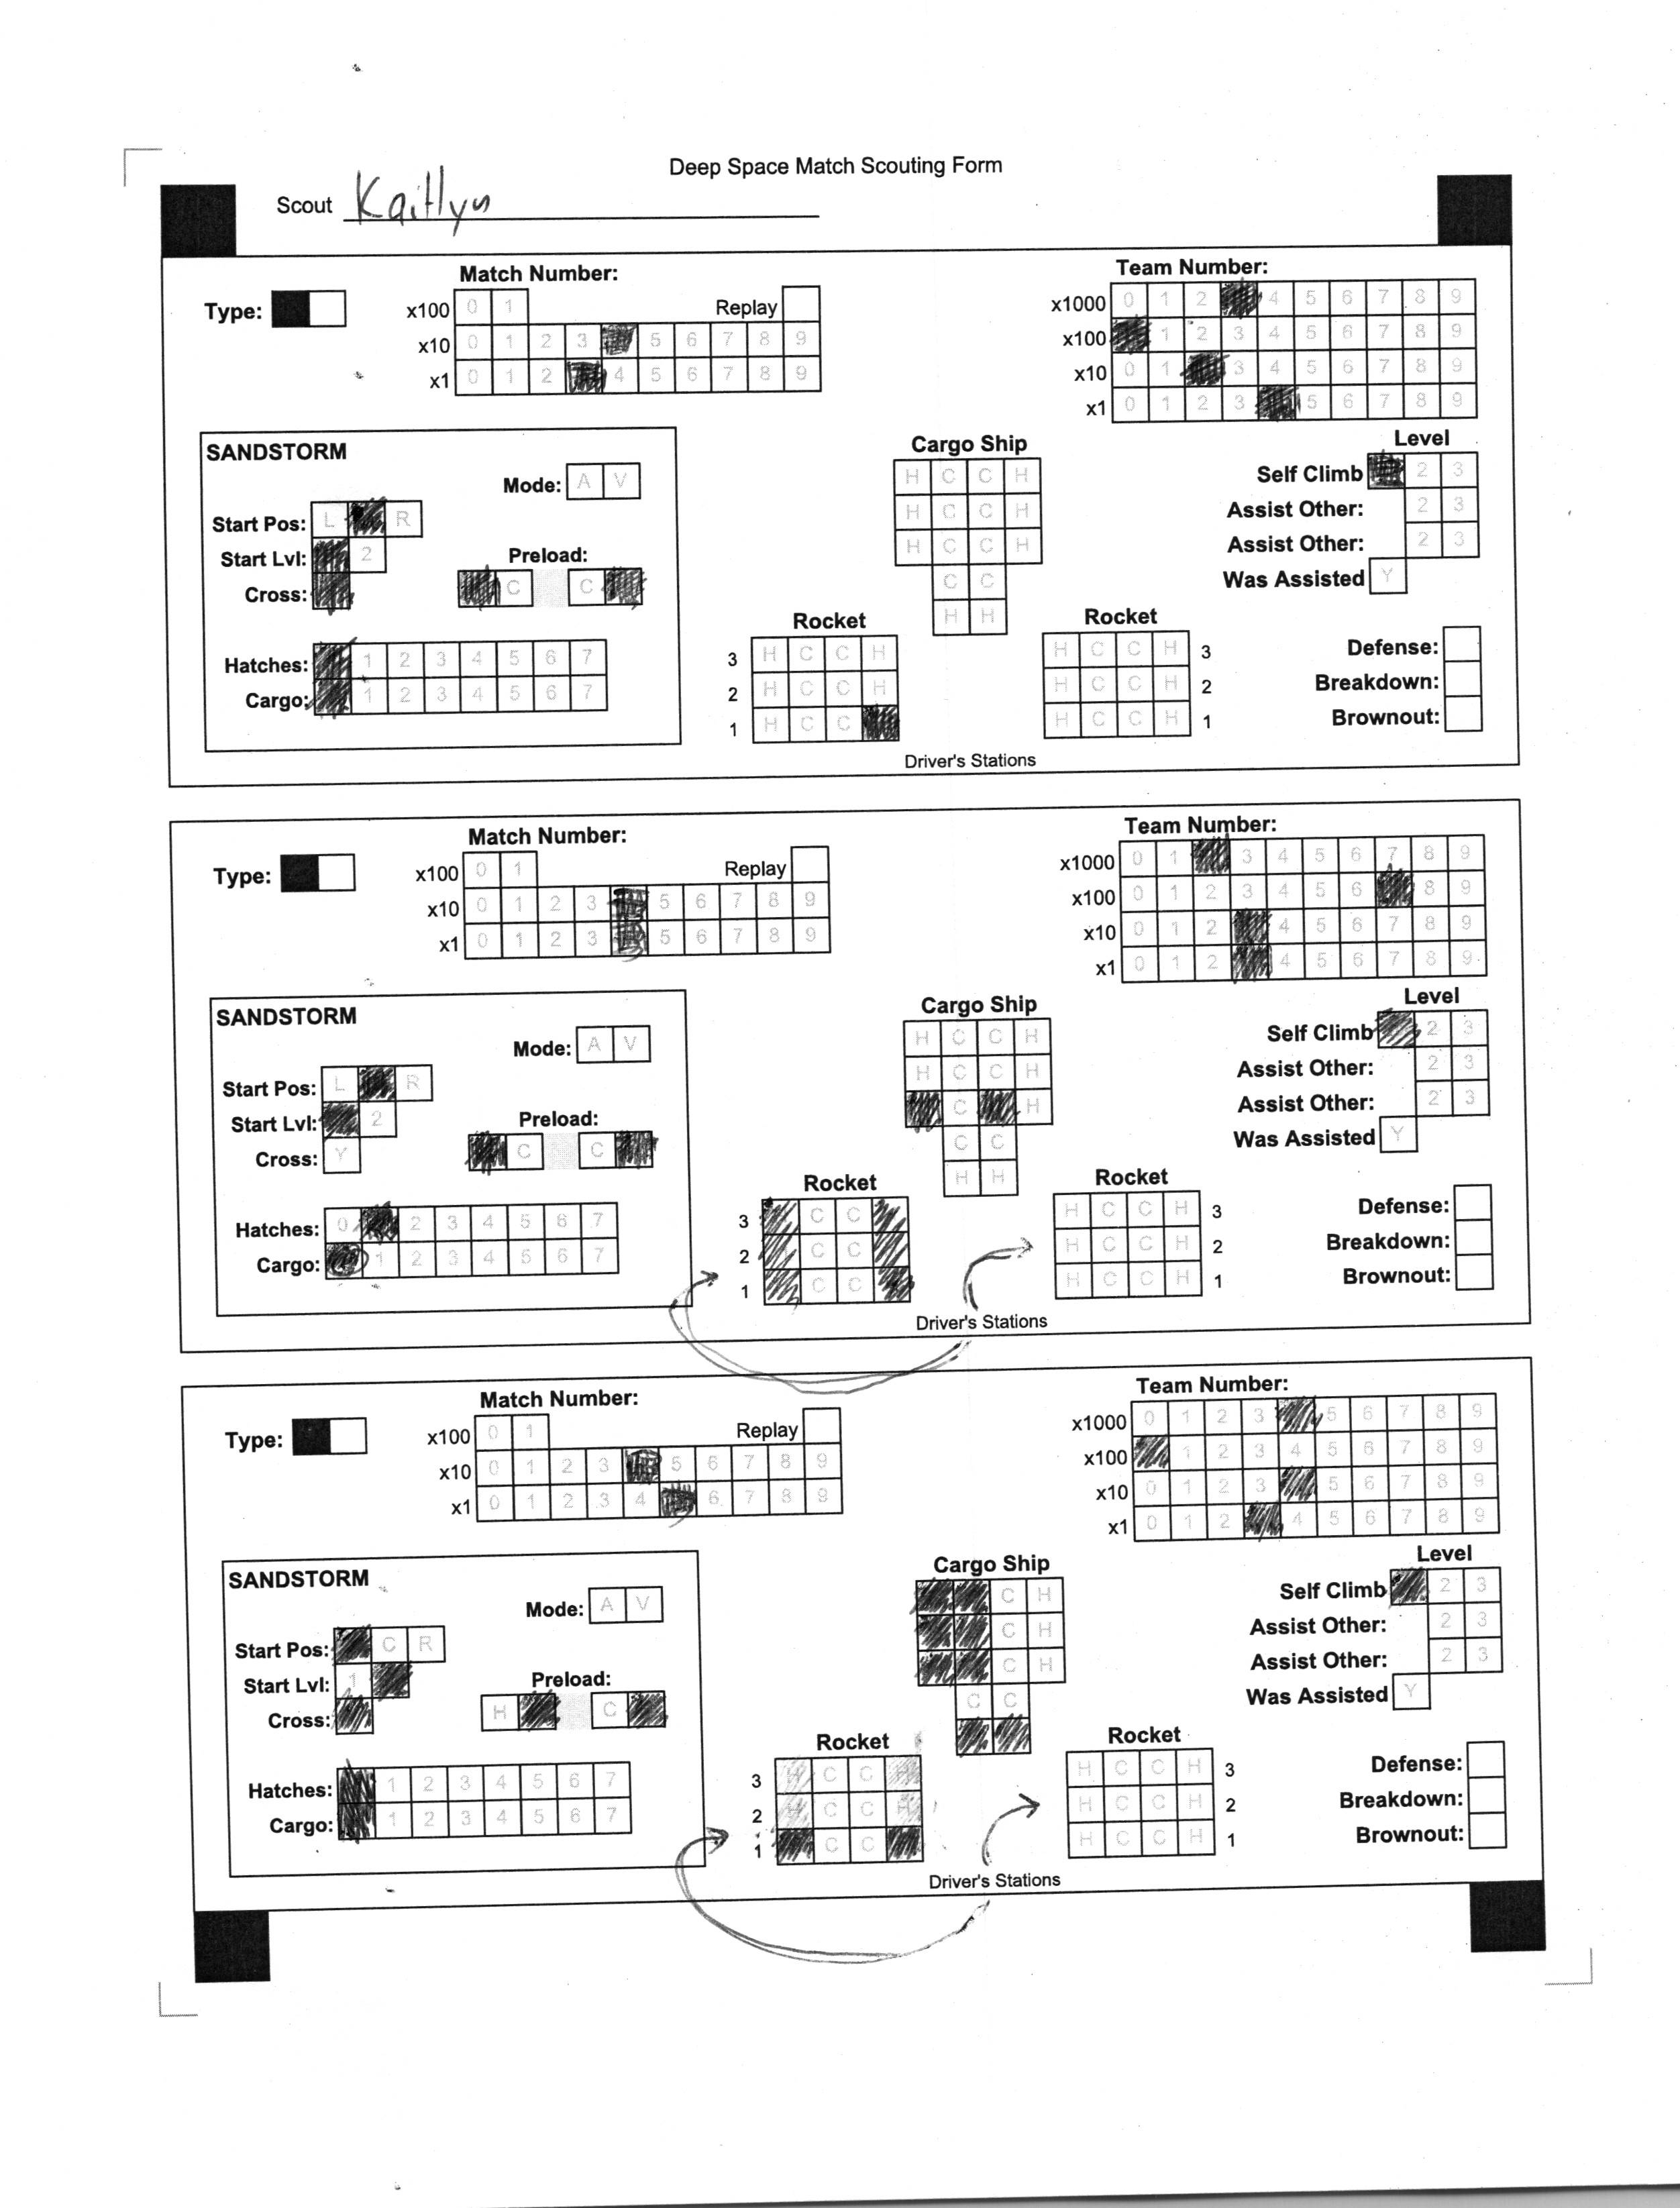 Deep Space Match Scouting Form
Scout Kaitlyn
Match Number:
Team Number:
Type:
x100 0 1
Replay
x10 0 1 2 3 5 6 7 8 9
x1 0 1 2 4 5 6 7 8 9
x1000 0 1 2 4 5 6 7 8 9
x100 1 2 3 4 5 6 7 8 9
x10 0 1 3 4 5 6 7 8 9
x1 0 1 2 3 5 6 7 8 9
SANDSTORM
Mode: A V
Start Pos: L R
Start Lvl: 2
Cross:
Preload:
C C
Hatches: 1 2 3 4 5 6 7
Cargo: 1 2 3 4 5 6 7
Cargo Ship
H C C H
H C C H
H C C H
C C
H H
Rocket
3 H C C H
2 H C C H
1 H C C
Rocket
H C C H 3
H C C H 2
H C C H 1
Driver's Stations
Level
Self Climb 2 3
Assist Other: 2 3
Assist Other: 2 3
Was Assisted Y
Defense:
Breakdown:
Brownout:
Match Number:
Team Number:
Type:
x100 0 1
Replay
x10 0 1 2 3 5 6 7 8 9
x1 0 1 2 3 5 6 7 8 9
x1000 0 1 3 4 5 6 7 8 9
x100 0 1 2 3 4 5 6 8 9
x10 0 1 2 4 5 6 7 8 9
x1 0 1 2 4 5 6 7 8 9
SANDSTORM
Mode: A V
Start Pos: L R
Start Lvl: 2
Cross: Y
Preload:
C C
Hatches: 0 2 3 4 5 6 7
Cargo: 1 2 3 4 5 6 7
Cargo Ship
H C C H
H C C H
C H
C C
H H
Rocket
3 C C
2 C C
1 C C
Rocket
H C C H 3
H C C H 2
H C C H 1
Driver's Stations
Level
Self Climb 2 3
Assist Other: 2 3
Assist Other: 2 3
Was Assisted Y
Defense:
Breakdown:
Brownout:
Match Number:
Team Number:
Type:
x100 0 1
Replay
x10 0 1 2 3 5 6 7 8 9
x1 0 1 2 3 4 6 7 8 9
x1000 0 1 2 3 5 6 7 8 9
x100 1 2 3 4 5 6 7 8 9
x10 0 1 2 3 5 6 7 8 9
x1 0 1 2 4 5 6 7 8 9
SANDSTORM
Mode: A V
Start Pos: C R
Start Lvl: 1
Cross:
Preload:
H C
Hatches: 1 2 3 4 5 6 7
Cargo: 1 2 3 4 5 6 7
Cargo Ship
C H
C H
C H
C C
Rocket
3 H C C H
2 H C C H
1 C C
Rocket
H C C H 3
H C C H 2
H C C H 1
Driver's Stations
Level
Self Climb 2 3
Assist Other: 2 3
Assist Other: 2 3
Was Assisted Y
Defense:
Breakdown:
Brownout: